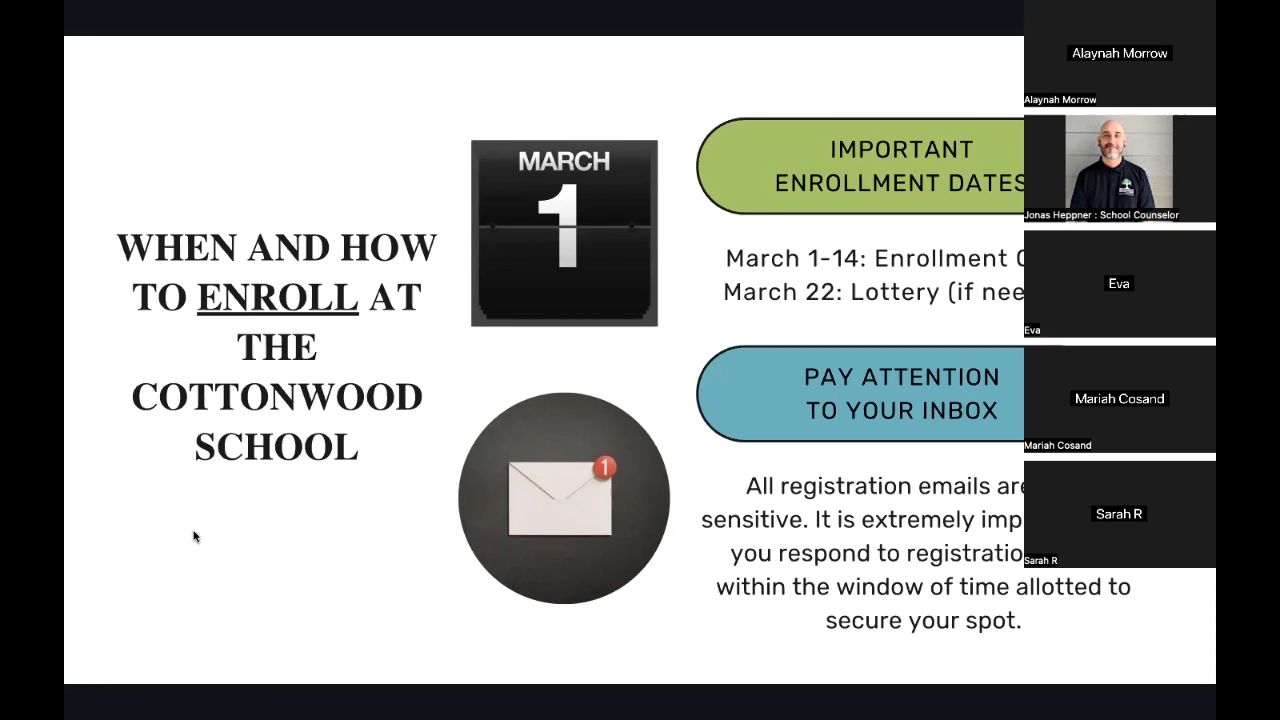 WHEN AND HOW
TO ENROLL AT
THE
COTTONWOOD
SCHOOL
MARCH
1
1
IMPORTANT
ENROLLMENT DATES
March 1-14: Enrollment
March 22: Lottery (if
PAY ATTENTION
TO YOUR INBOX
All registration emails are
sensitive. It is extremely
you respond to
within the window of time allotted to
secure your spot.
Alaynah Morrow
Alaynah Morrow
Jonas Heppner : School Counselor
Eva
Eva
Mariah Cosand
Mariah Cosand
Sarah R
Sarah R